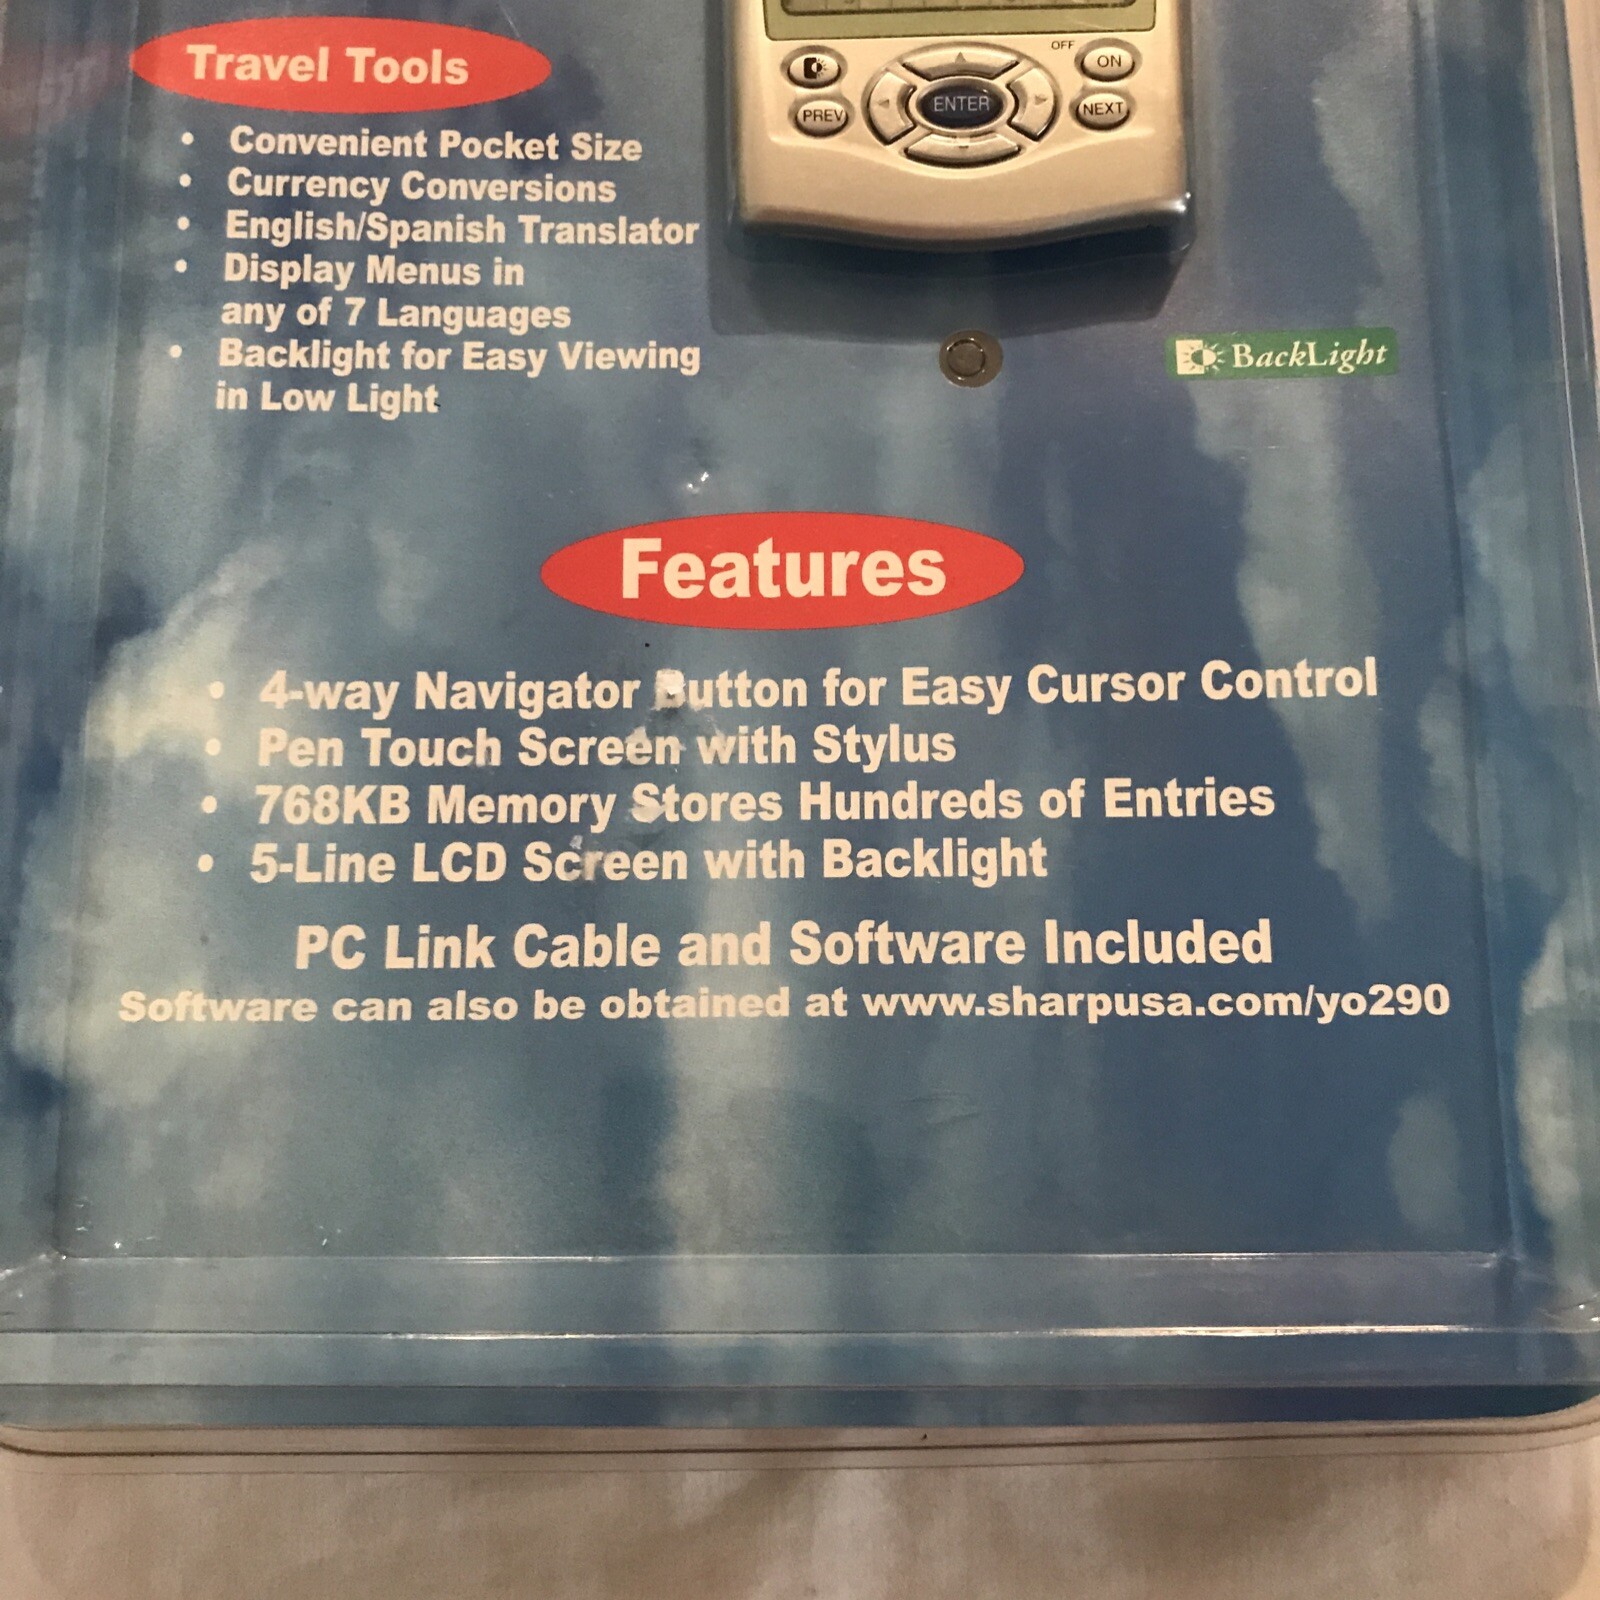 Travel Tools
• Convenient Pocket Size
• Currency Conversions
• English/Spanish Translator
• Display Menus in
any of 7 Languages
• Backlight for Easy Viewing
in Low Light
OFF
ON
PREV
ENTER
NEXT
BackLight
Features
• 4-way Navigator Button for Easy Cursor Control
• Pen Touch Screen with Stylus
• 768KB Memory Stores Hundreds of Entries
• 5-Line LCD Screen with Backlight
PC Link Cable and Software Included
Software can also be obtained at www.sharpusa.com/yo290